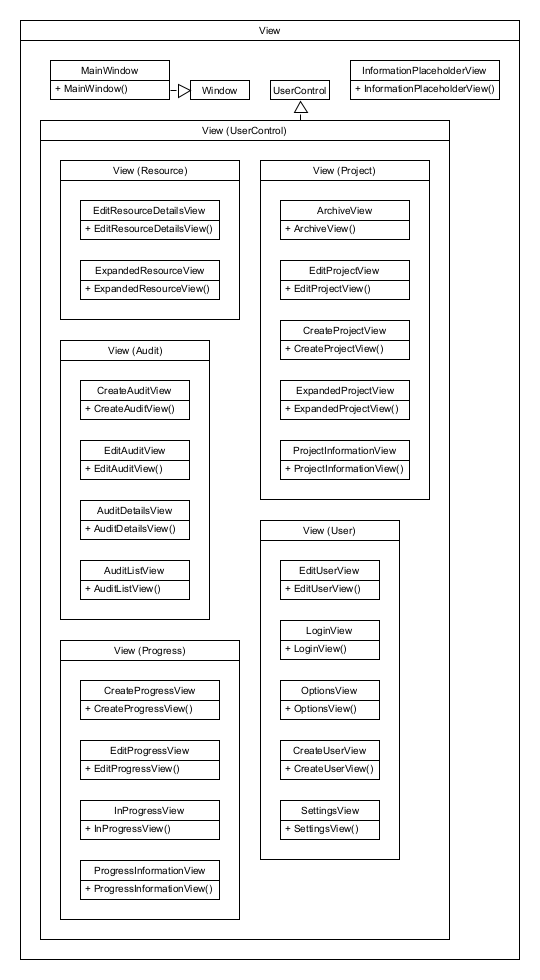 View
MainWindow
+ MainWindow()
Window
UserControl
InformationPlaceholderView
+ InformationPlaceholderView()
View (UserControl)
View (Resource)
EditResourceDetailsView
+ EditResourceDetailsView()
ExpandedResourceView
+ ExpandedResourceView()
View (Audit)
CreateAuditView
+ CreateAuditView()
EditAuditView
+ EditAuditView()
AuditDetailsView
+ AuditDetailsView()
AuditListView
+ AuditListView()
View (Progress)
CreateProgressView
+ CreateProgressView()
EditProgressView
+ EditProgressView()
InProgressView
+ InProgressView()
ProgressInformationView
+ ProgressInformationView()
View (Project)
ArchiveView
+ ArchiveView()
EditProjectView
+ EditProjectView()
CreateProjectView
+ CreateProjectView()
ExpandedProjectView
+ ExpandedProjectView()
ProjectInformationView
+ ProjectInformationView()
View (User)
EditUserView
+ EditUserView()
LoginView
+ LoginView()
OptionsView
+ OptionsView()
CreateUserView
+ CreateUserView()
SettingsView
+ SettingsView()